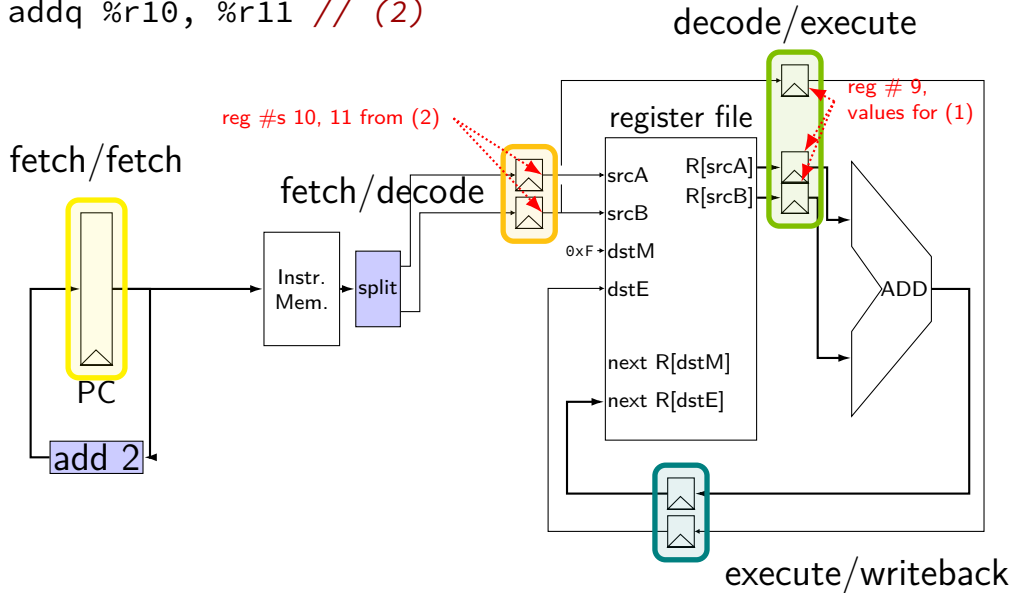 addq %r10, %r11 // (2)
decode/execute
reg # 9,
values for (1)
reg #s 10, 11 from (2)
register file
fetch/fetch
fetch/decode
srcA
R[srcA]
srcB
R[srcB]
0xF
dstM
dstE
Instr.
Mem.
split
ADD
next R[dstM]
next R[dstE]
PC
add 2
execute/writeback